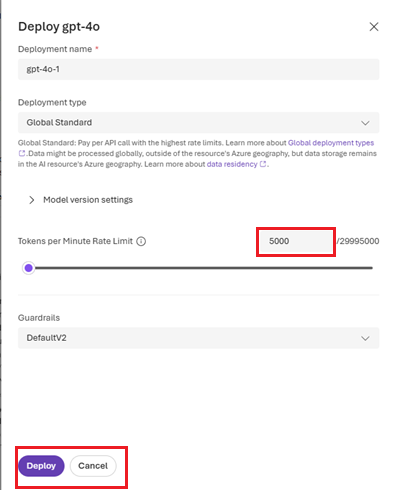 Deploy gpt-4o
Deployment name *
gpt-4o-1
Deployment type
Global Standard
Global Standard: Pay per API call with the highest rate limits. Learn more about Global deployment types
.Data might be processed globally, outside of the resource's Azure geography, but data storage remains
in the AI resource's Azure geography. Learn more about data residency .
Model version settings
Tokens per Minute Rate Limit 5000 /29995000
Guardrails
DefaultV2
Deploy Cancel